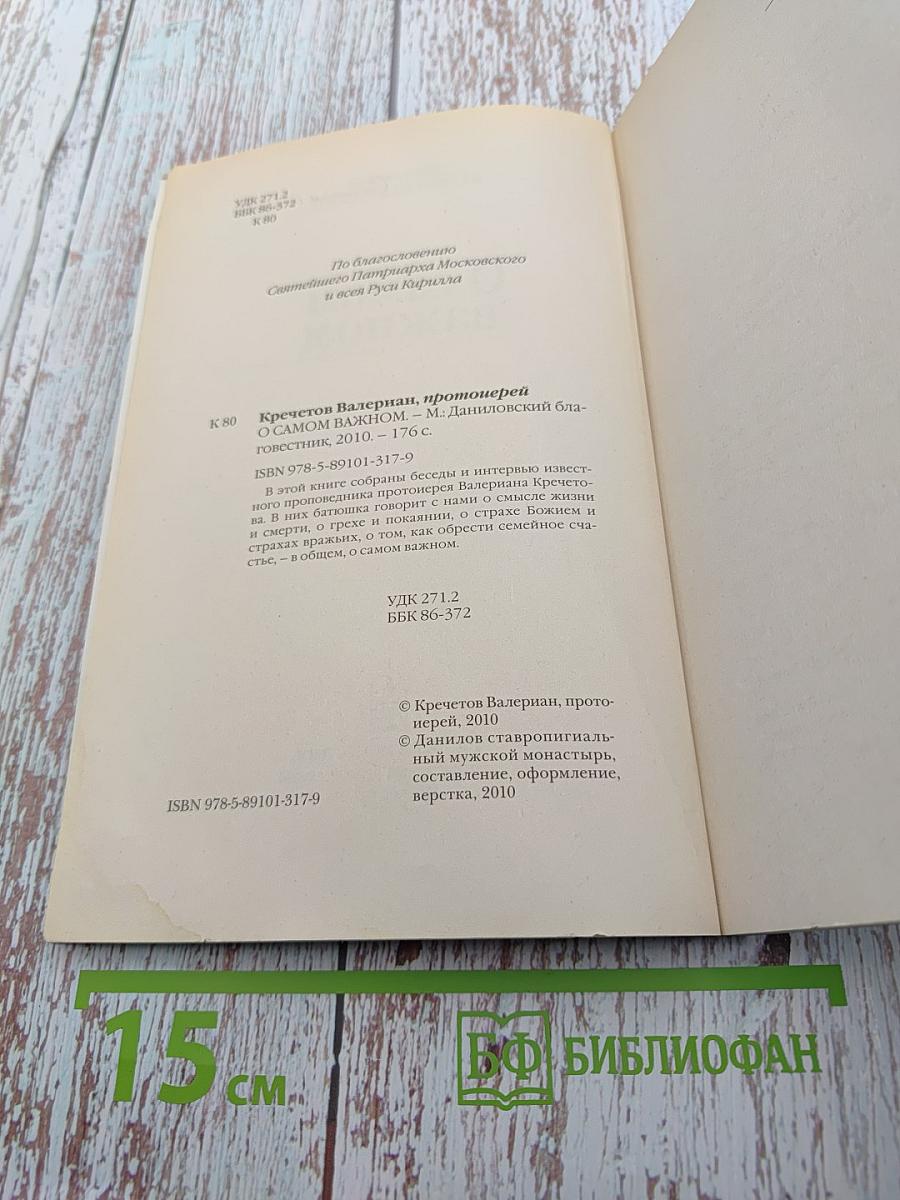 УДК 271.2
ББК 86-372
К 80
По благословению
Святейшего Патриарха Московского
и всея Руси Кирилла
К 80 Кречетов Валериан, протоиерей
О САМОМ ВАЖНОМ. – М.: Даниловский бла-
говестник, 2010. – 176 с.
ISBN 978-5-89101-317-9
В этой книге собраны беседы и интервью извест-
ного проповедника протоиерея Валериана Кречето-
ва. В них батюшка говорит с нами о смысле жизни
и смерти, о грехе и покаянии, о страхе Божием и
страхах вражьих, о том, как обрести семейное сча-
стье, – в общем, о самом важном.
УДК 271.2
ББК 86-372
© Кречетов Валериан, прото-
иерей, 2010
© Данилов ставропигиаль-
ный мужской монастырь,
составление, оформление,
верстка, 2010
ISBN 978-5-89101-317-9
15 см
БФ БИБЛИОФАН